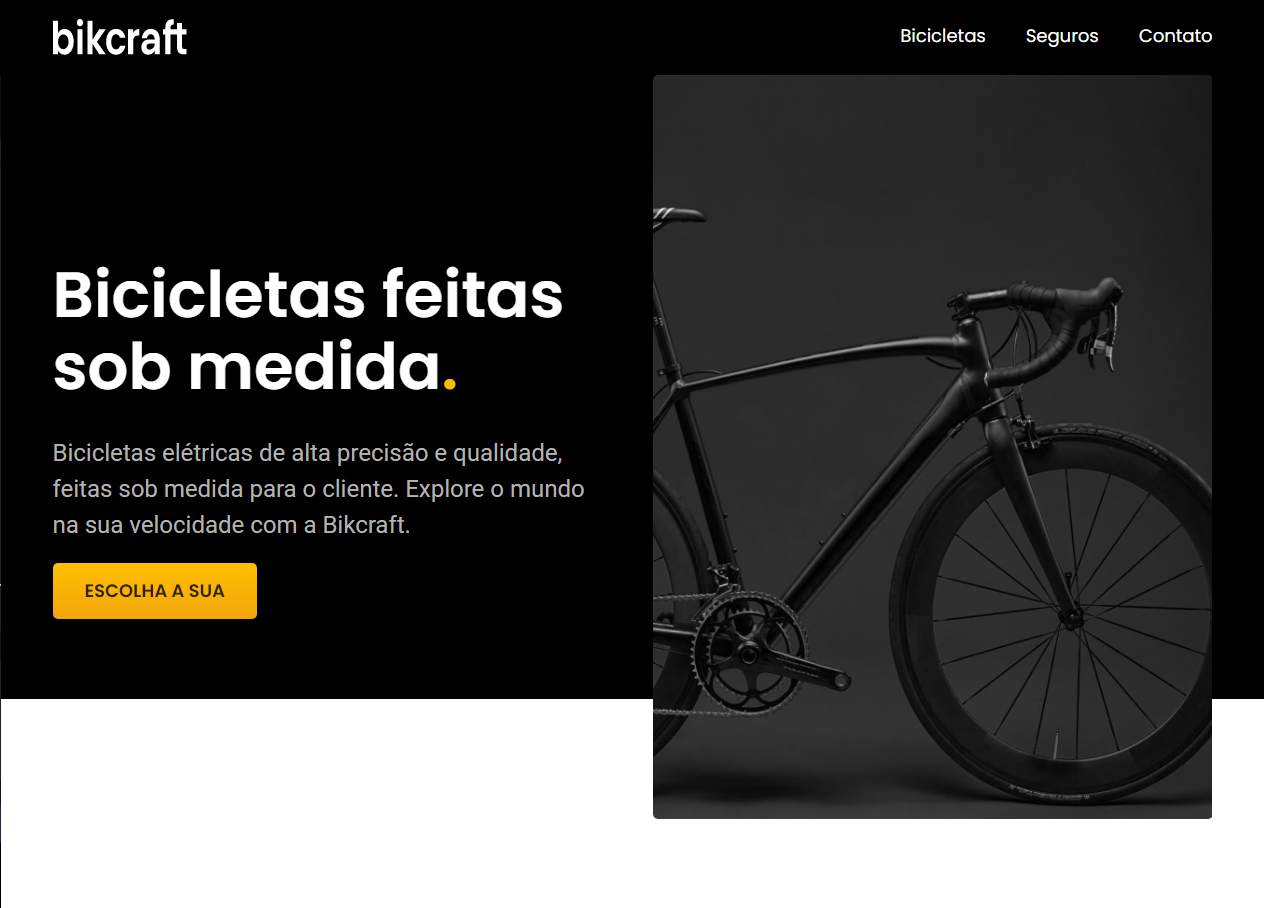 bikcraft
Bicicletas Seguros Contato
Bicicletas feitas
sob medida.
Bicicletas elétricas de alta precisão e qualidade,
feitas sob medida para o cliente. Explore o mundo
na sua velocidade com a Bikcraft.
ESCOLHA A SUA